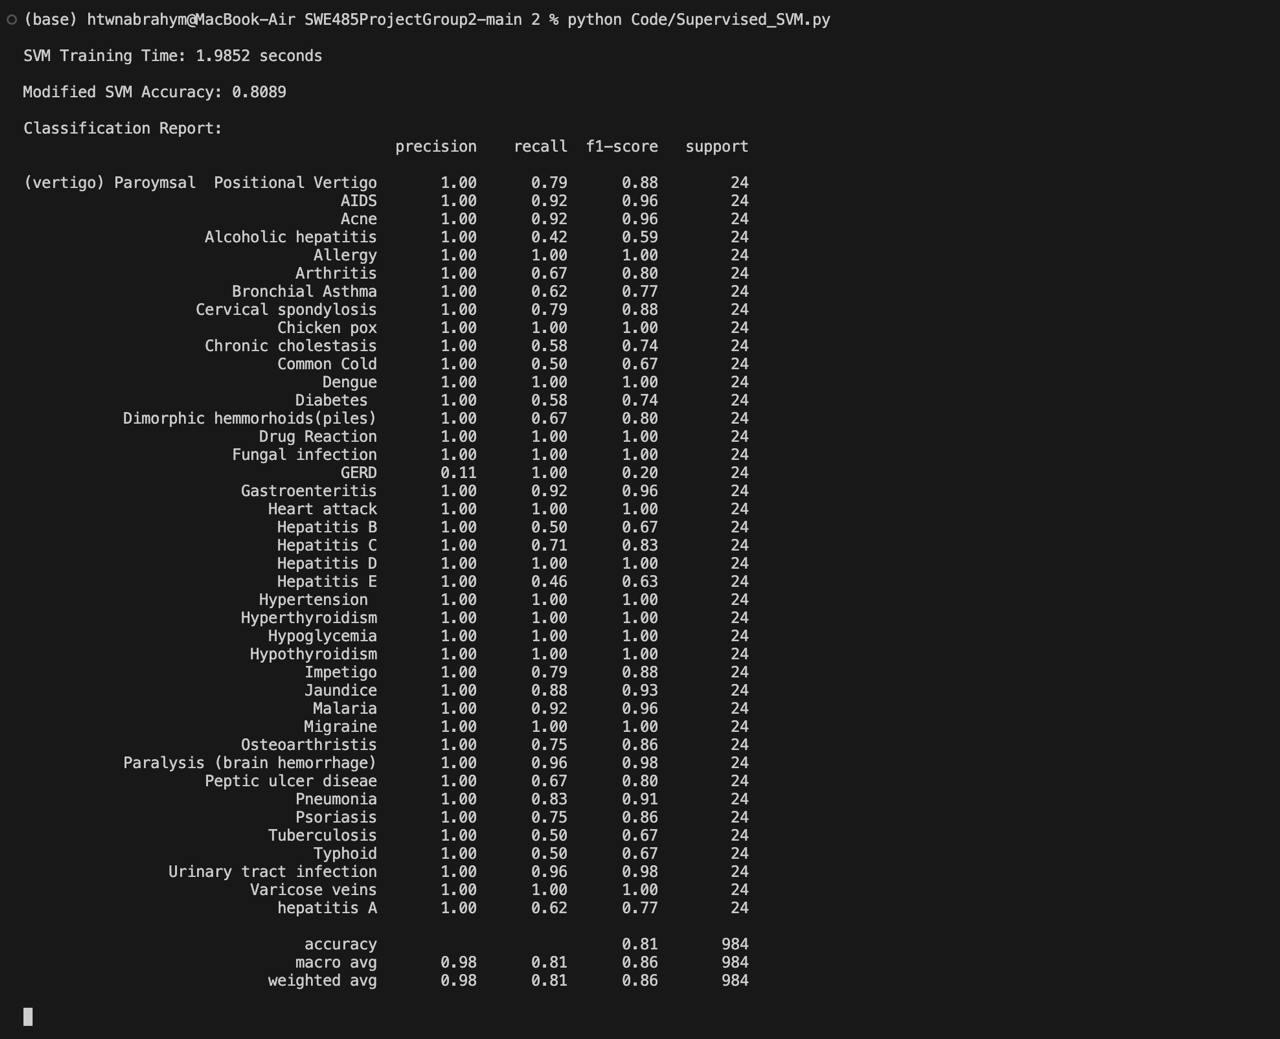 (base) htwnabrahym@MacBook-Air SWE485ProjectGroup2-main 2 % python Code/Supervised_SVM.py
SVM Training Time: 1.9852 seconds
Modified SVM Accuracy: 0.8089
Classification Report:
precision recall f1-score support
(vertigo) Paroymsal  Positional Vertigo 1.00 0.79 0.88 24
AIDS 1.00 0.92 0.96 24
Acne 1.00 0.92 0.96 24
Alcoholic hepatitis 1.00 0.42 0.59 24
Allergy 1.00 1.00 1.00 24
Arthritis 1.00 0.67 0.80 24
Bronchial Asthma 1.00 0.62 0.77 24
Cervical spondylosis 1.00 0.79 0.88 24
Chicken pox 1.00 1.00 1.00 24
Chronic cholestasis 1.00 0.58 0.74 24
Common Cold 1.00 0.50 0.67 24
Dengue 1.00 1.00 1.00 24
Diabetes 1.00 0.58 0.74 24
Dimorphic hemmorhoids(piles) 1.00 0.67 0.80 24
Drug Reaction 1.00 1.00 1.00 24
Fungal infection 1.00 1.00 1.00 24
GERD 0.11 1.00 0.20 24
Gastroenteritis 1.00 0.92 0.96 24
Heart attack 1.00 1.00 1.00 24
Hepatitis B 1.00 0.50 0.67 24
Hepatitis C 1.00 0.71 0.83 24
Hepatitis D 1.00 1.00 1.00 24
Hepatitis E 1.00 0.46 0.63 24
Hypertension 1.00 1.00 1.00 24
Hyperthyroidism 1.00 1.00 1.00 24
Hypoglycemia 1.00 1.00 1.00 24
Hypothyroidism 1.00 1.00 1.00 24
Impetigo 1.00 0.79 0.88 24
Jaundice 1.00 0.88 0.93 24
Malaria 1.00 0.92 0.96 24
Migraine 1.00 1.00 1.00 24
Osteoarthristis 1.00 0.75 0.86 24
Paralysis (brain hemorrhage) 1.00 0.96 0.98 24
Peptic ulcer diseae 1.00 0.67 0.80 24
Pneumonia 1.00 0.83 0.91 24
Psoriasis 1.00 0.75 0.86 24
Tuberculosis 1.00 0.50 0.67 24
Typhoid 1.00 0.50 0.67 24
Urinary tract infection 1.00 0.96 0.98 24
Varicose veins 1.00 1.00 1.00 24
hepatitis A 1.00 0.62 0.77 24
accuracy 0.81 984
macro avg 0.98 0.81 0.86 984
weighted avg 0.98 0.81 0.86 984